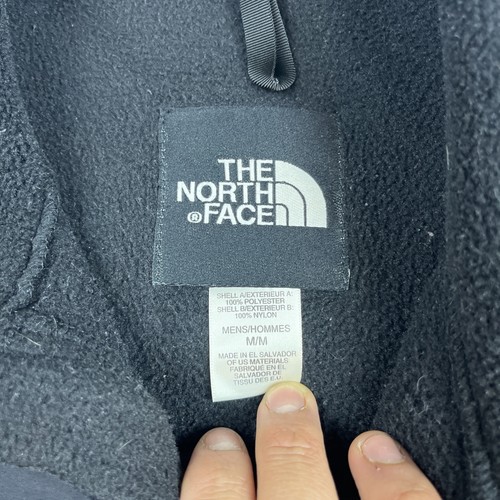 THE
NORTH
®FACE
SHELL A/EXTERIEUR A:
100% POLYESTER
SHELL B/EXTERIEUR B:
100% NYLON
MENS/HOMMES
M/M
MADE IN EL SALVADOR
OF US MATERIALS
FABRIQUE EN EL
SALVADOR DE
TISSU DES E-U